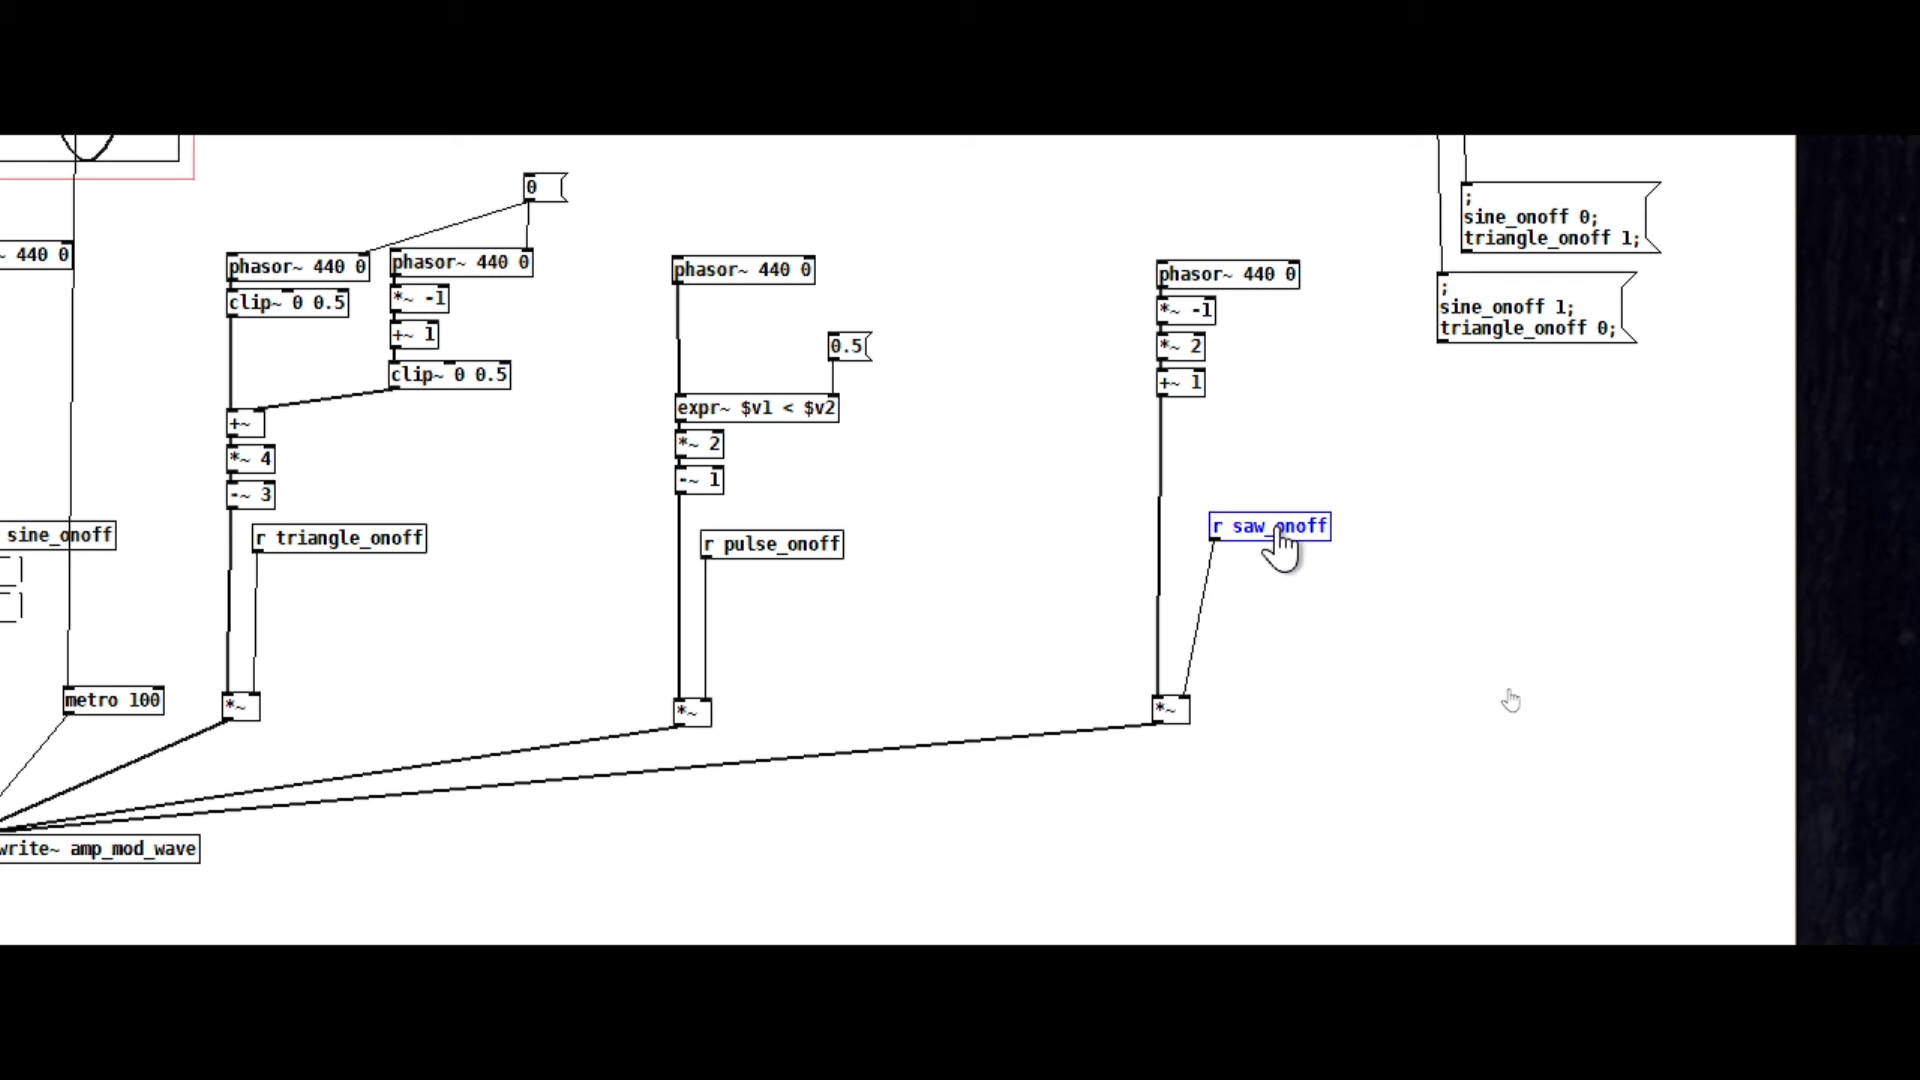 0
~ 440 0
phasor~ 440 0
phasor~ 440 0
phasor~ 440 0
phasor~ 440 0
clip~ 0 0.5
*~ -1
+~ 1
clip~ 0 0.5
0.5
expr~ $v1 < $v2
*~ 2
-~ 1
*~ -1
*~ 2
+~ 1
;
sine_onoff 0;
triangle_onoff 1;
;
sine_onoff 1;
triangle_onoff 0;
+~
*~ 4
-~ 3
sine_onoff
r triangle_onoff
r pulse_onoff
r saw_onoff
metro 100
*~
*~
*~
write~ amp_mod_wave